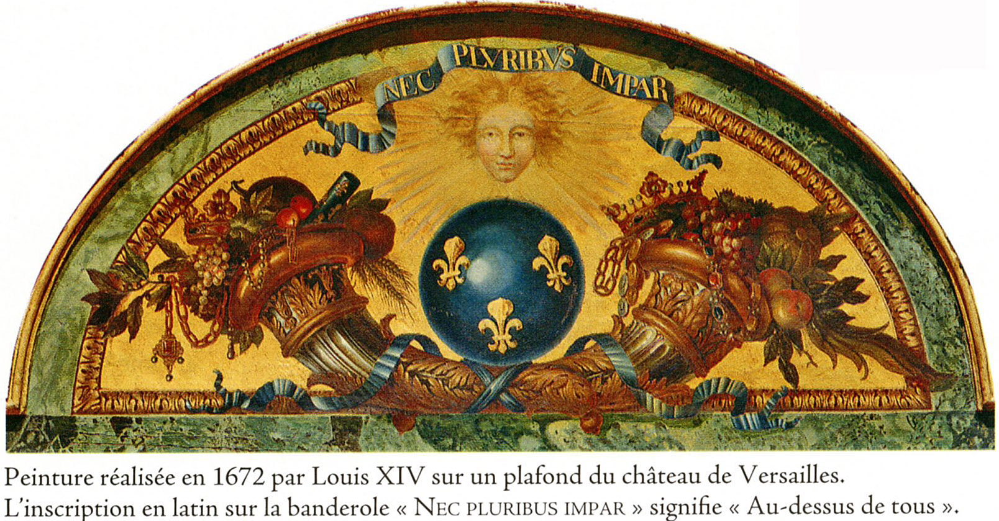 NEC PLVRIBVS IMPAR
Peinture réalisée en 1672 par Louis XIV sur un plafond du château de Versailles.
L'inscription en latin sur la banderole « NEC PLURIBUS IMPAR » signifie « Au-dessus de tous ».